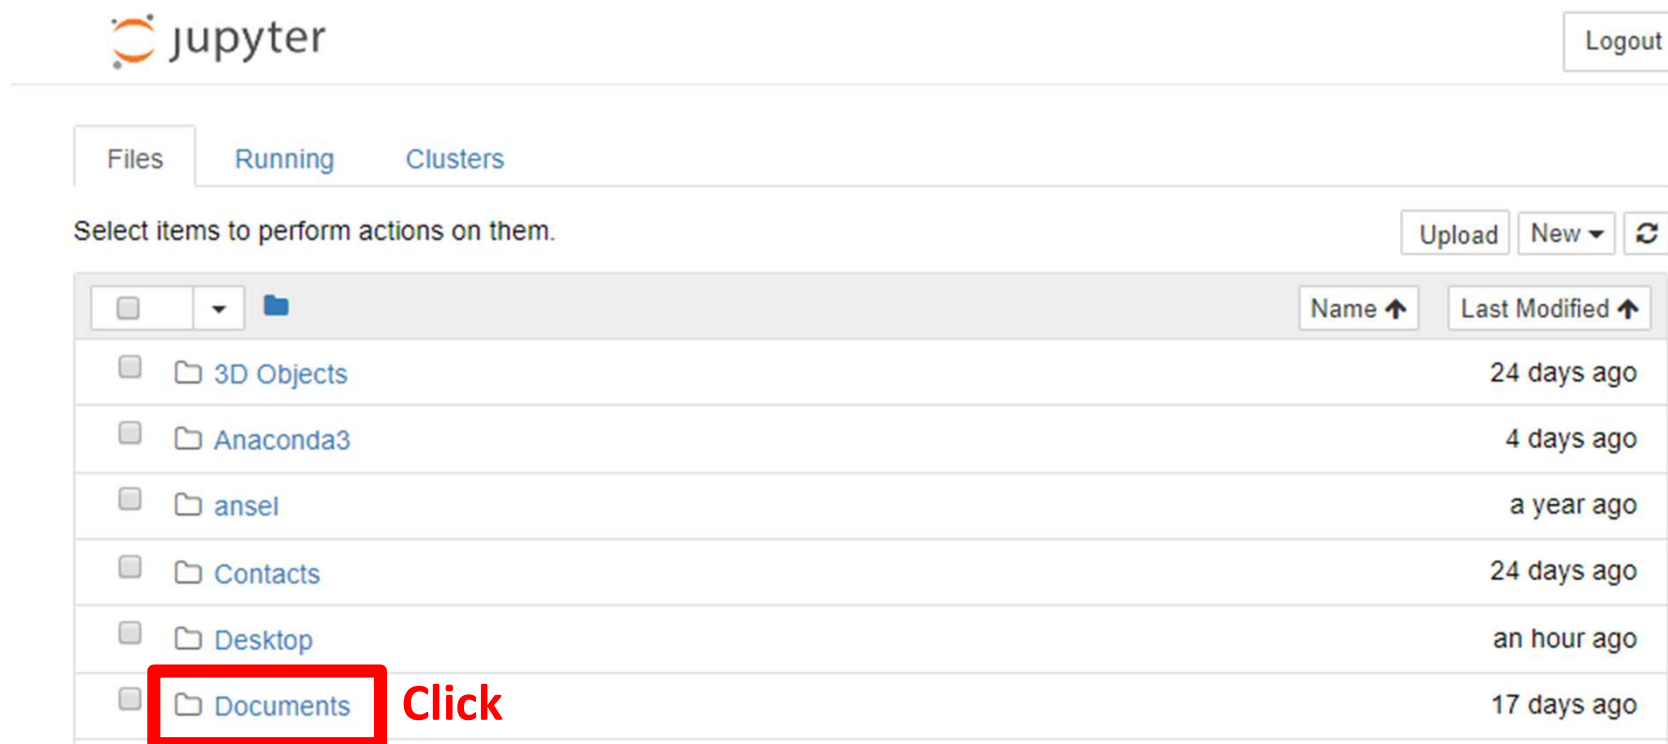 jupyter
Logout
Files Running Clusters
Select items to perform actions on them.
Upload New
Name Last Modified
3D Objects 24 days ago
Anaconda3 4 days ago
ansel a year ago
Contacts 24 days ago
Desktop an hour ago
Documents Click 17 days ago